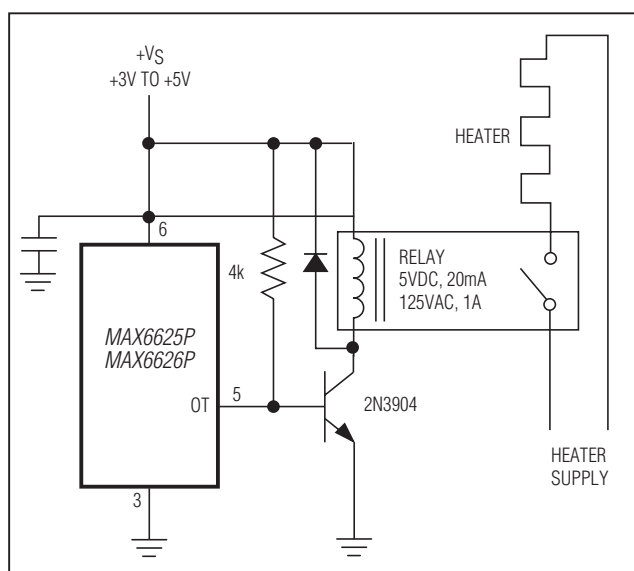 +VS
+3V TO +5V
HEATER
6
4k
RELAY
5VDC, 20mA
125VAC, 1A
MAX6625P
MAX6626P
OT
5
2N3904
3
HEATER
SUPPLY